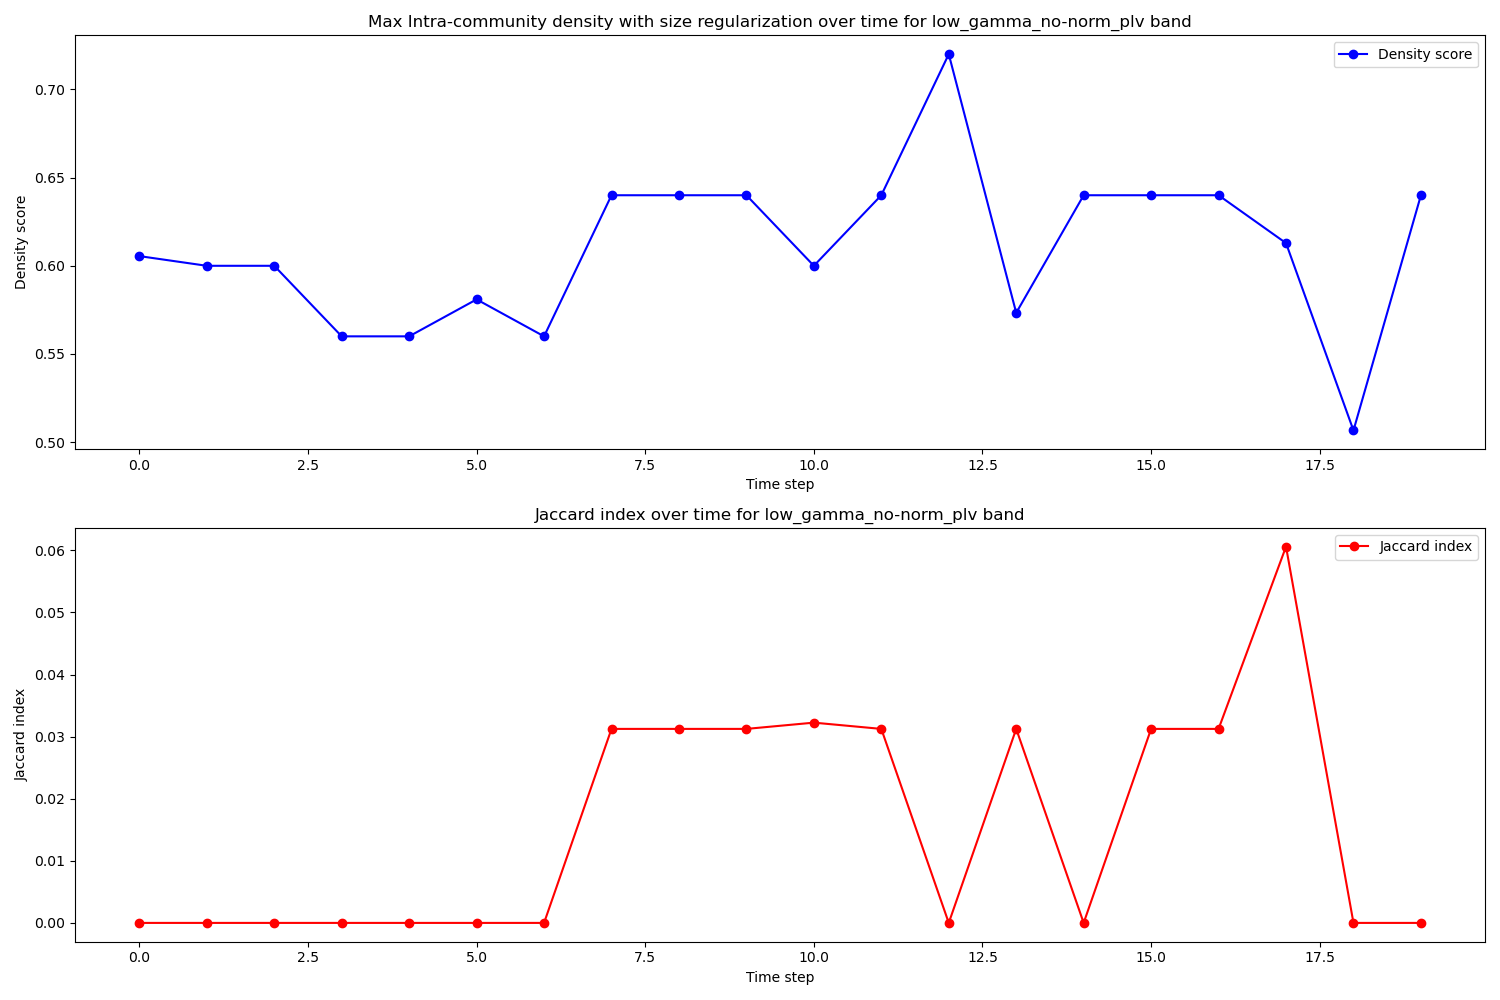 Max Intra-community density with size regularization over time for low_gamma_no-norm_plv band
Density score
0.70
0.65
0.60
0.55
0.50
Density score
0.0 2.5 5.0 7.5 10.0 12.5 15.0 17.5
Time step
Jaccard index over time for low_gamma_no-norm_plv band
Jaccard index
0.06
0.05
0.04
0.03
0.02
0.01
0.00
Jaccard index
0.0 2.5 5.0 7.5 10.0 12.5 15.0 17.5
Time step